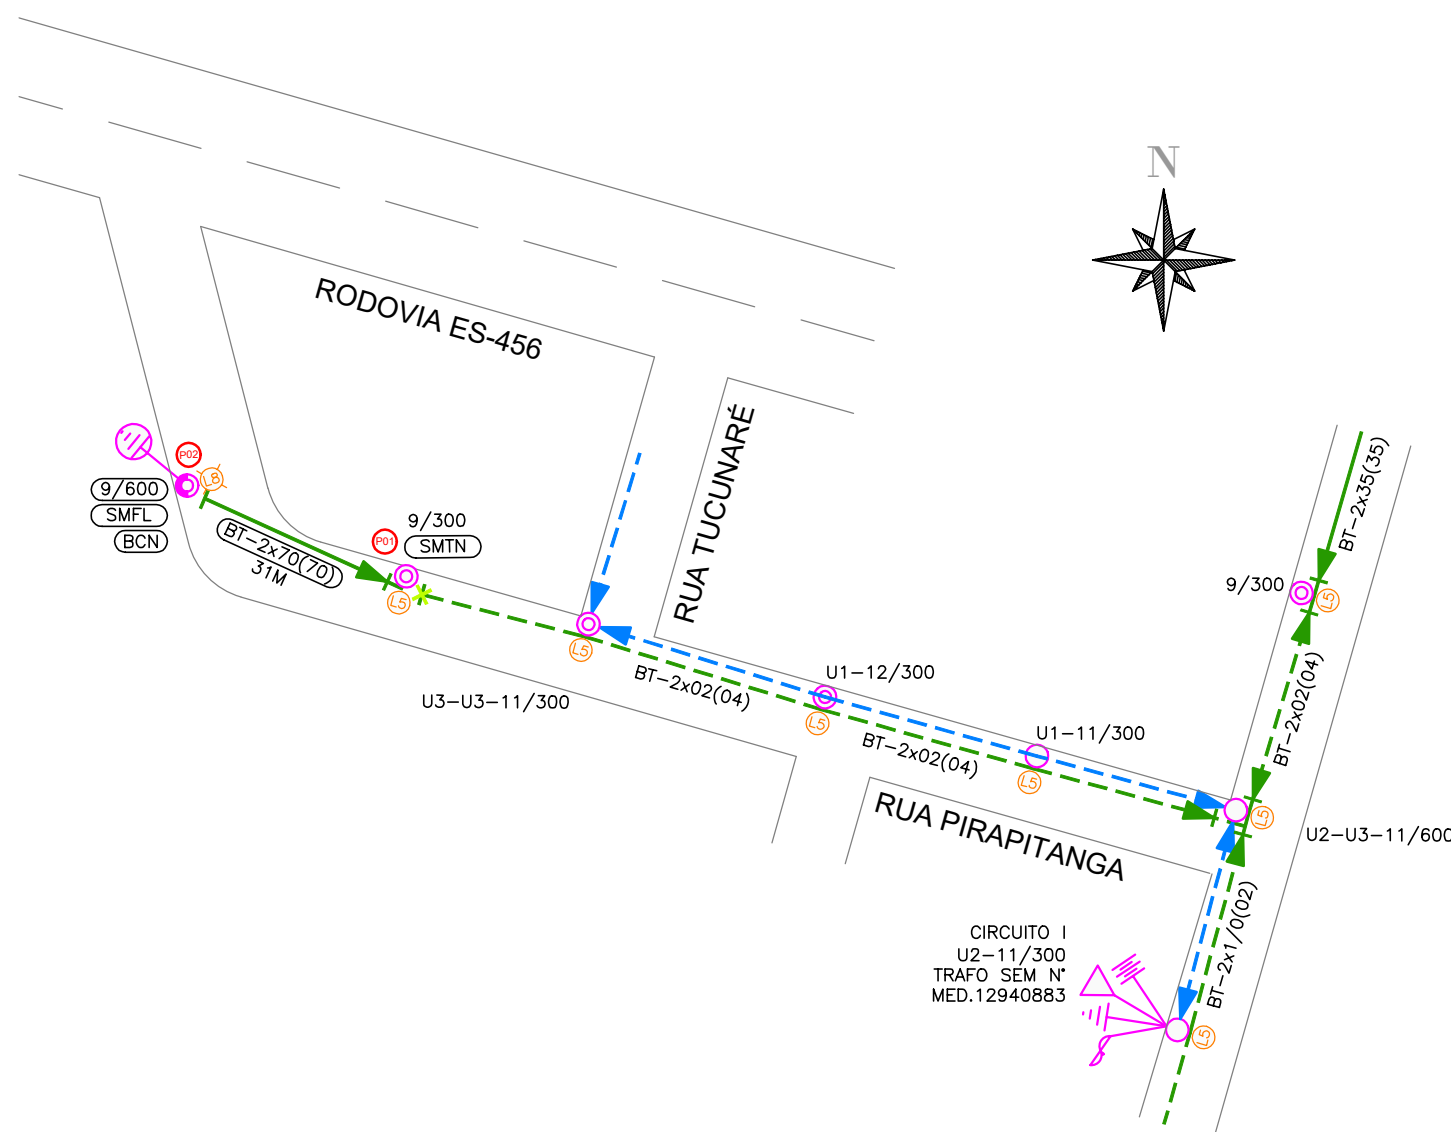 N
RODOVIA ES-456
RUA TUCUNARÉ
BT-2x35(35)
P02
L8
9/600
SMFL
BCN
BT-2x70(70)
31M
P01
9/300
SMTN
L5
9/300
L5
L5
BT-2x02(04)
U3-U3-11/300
U1-12/300
L5
BT-2x02(04)
U1-11/300
L5
BT-2x02(04)
L5
U2-U3-11/600
RUA PIRAPITANGA
BT-2x1/0(02)
CIRCUITO I
U2-11/300
TRAFO SEM N°
MED.12940883
L5